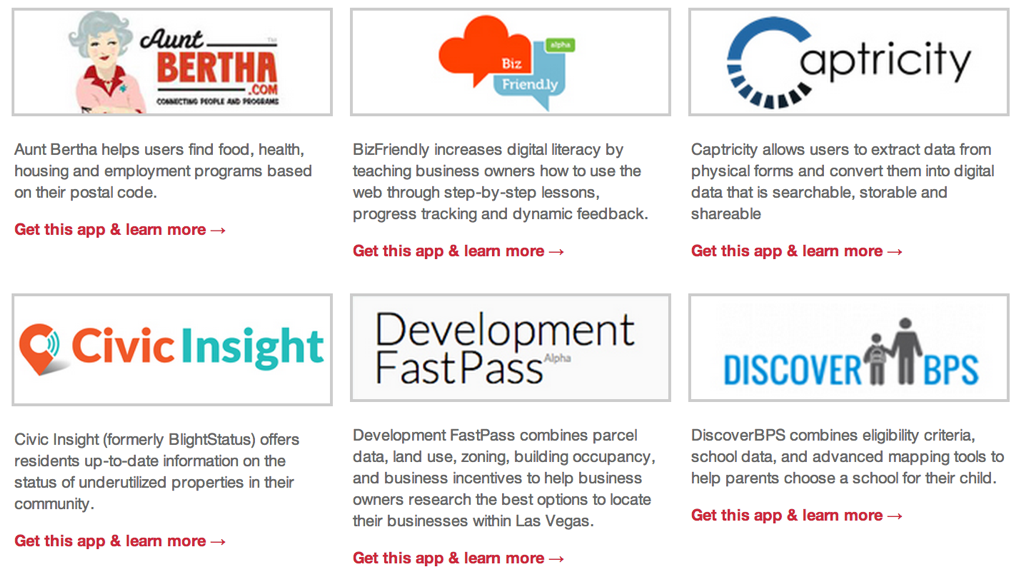 Aunt
BERTHA
.COM
CONNECTING PEOPLE AND PROGRAMS
Aunt Bertha helps users find food, health,
housing and employment programs based
on their postal code.
Get this app & learn more →
alpha
Biz
Friend.ly
BizFriendly increases digital literacy by
teaching business owners how to use the
web through step-by-step lessons,
progress tracking and dynamic feedback.
Get this app & learn more →
Captricity
Captricity allows users to extract data from
physical forms and convert them into digital
data that is searchable, storable and
shareable
Get this app & learn more →
Civic Insight
Civic Insight (formerly BlightStatus) offers
residents up-to-date information on the
status of underutilized properties in their
community.
Get this app & learn more →
Development
FastPass Alpha
Development FastPass combines parcel
data, land use, zoning, building occupancy,
and business incentives to help business
owners research the best options to locate
their businesses within Las Vegas.
Get this app & learn more →
DISCOVER BPS
DiscoverBPS combines eligibility criteria,
school data, and advanced mapping tools to
help parents choose a school for their child.
Get this app & learn more →